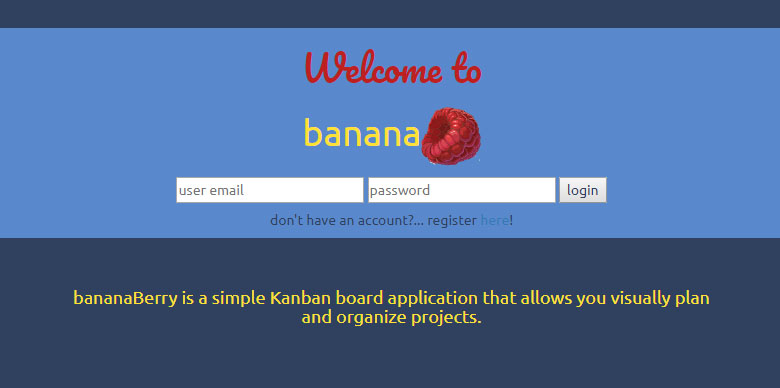 Welcome to
banana
user email password login
don't have an account?... register here!
bananaBerry is a simple Kanban board application that allows you visually plan
and organize projects.